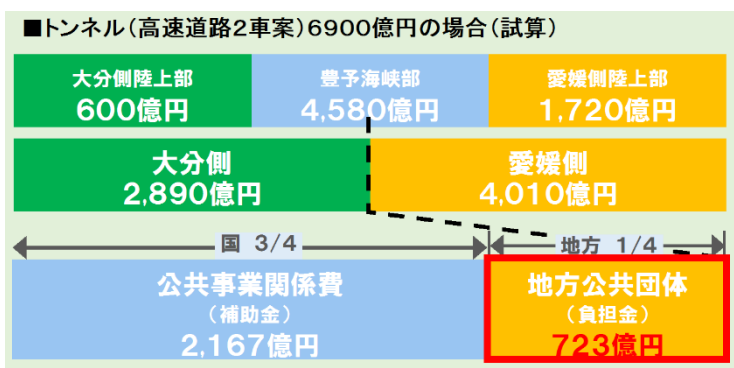 ■トンネル(高速道路2車案)6900億円の場合(試算)
大分側陸上部
600億円
豊予海峡部
4,580億円
愛媛側陸上部
1,720億円
大分側
2,890億円
愛媛側
4,010億円
国 3/4
地方 1/4
公共事業関係費
(補助金)
2,167億円
地方公共団体
(負担金)
723億円